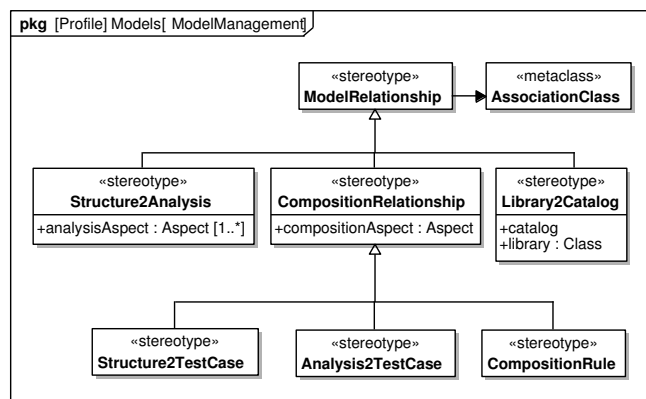 pkg [Profile] Models[ ModelManagement]
«stereotype»
ModelRelationship
«metaclass»
AssociationClass
«stereotype»
Structure2Analysis
+analysisAspect : Aspect [1..*]
«stereotype»
CompositionRelationship
+compositionAspect : Aspect
«stereotype»
Library2Catalog
+catalog
+library : Class
«stereotype»
Structure2TestCase
«stereotype»
Analysis2TestCase
«stereotype»
CompositionRule